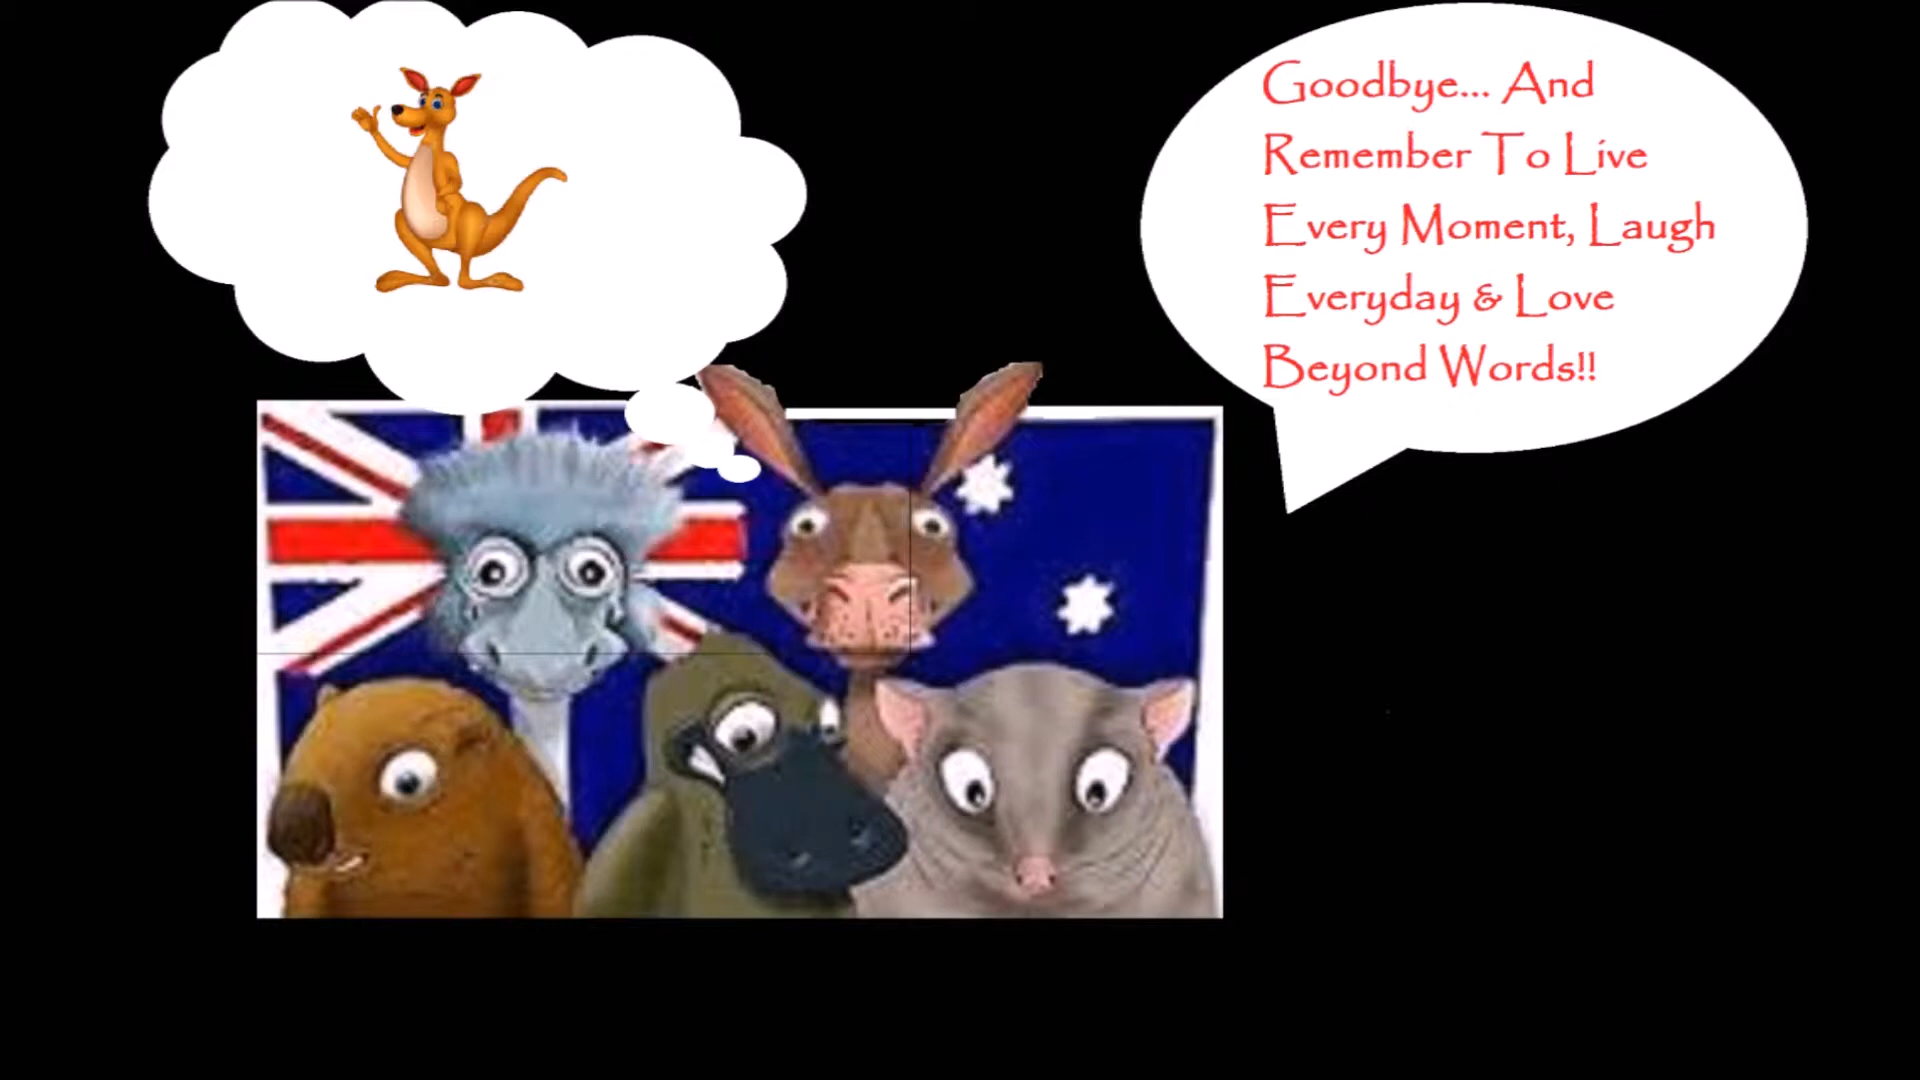 Goodbye... And
Remember To Live
Every Moment, Laugh
Everyday & Love
Beyond Words!!